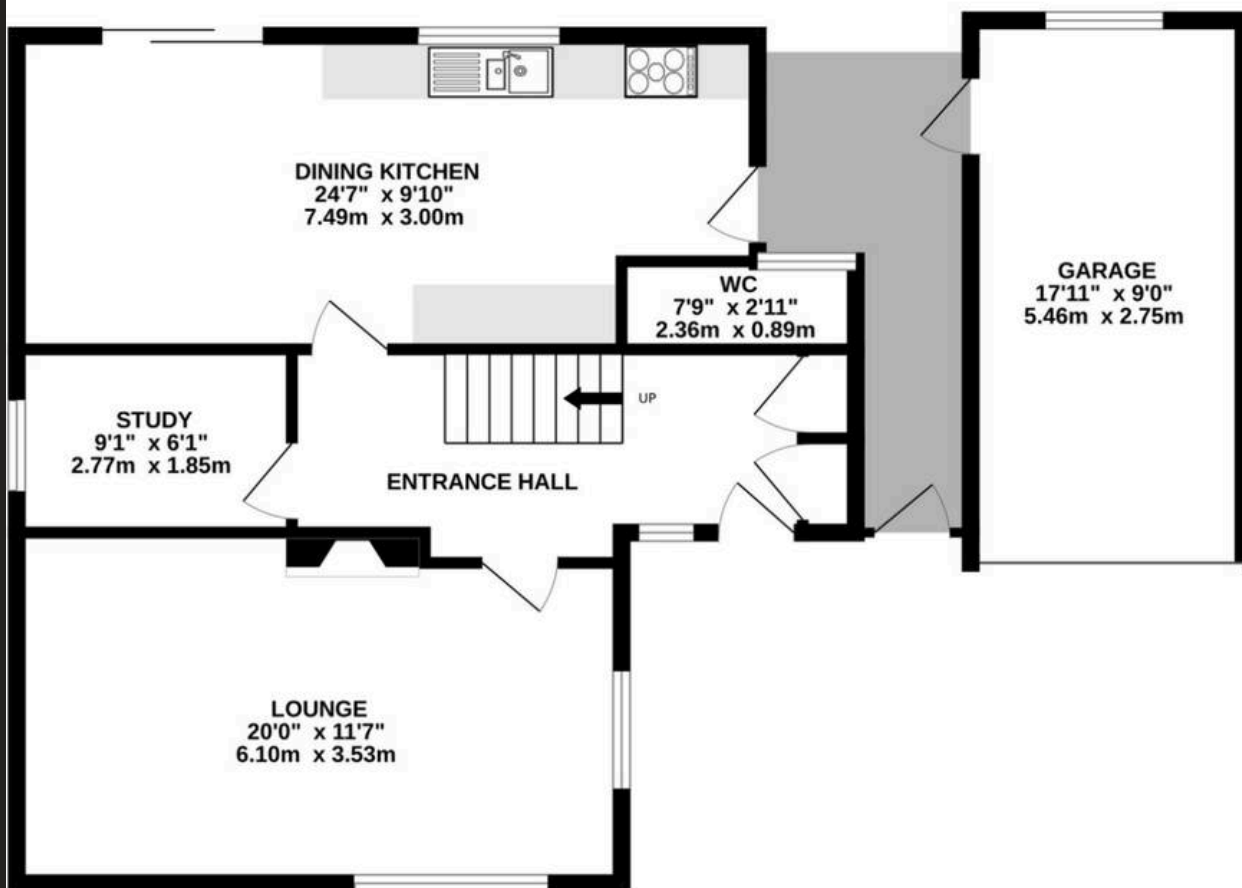 DINING KITCHEN
24'7" x 9'10"
7.49m x 3.00m
WC
7'9" x 2'11"
2.36m x 0.89m
GARAGE
17'11" x 9'0"
5.46m x 2.75m
STUDY
9'1" x 6'1"
2.77m x 1.85m
UP
ENTRANCE HALL
LOUNGE
20'0" x 11'7"
6.10m x 3.53m